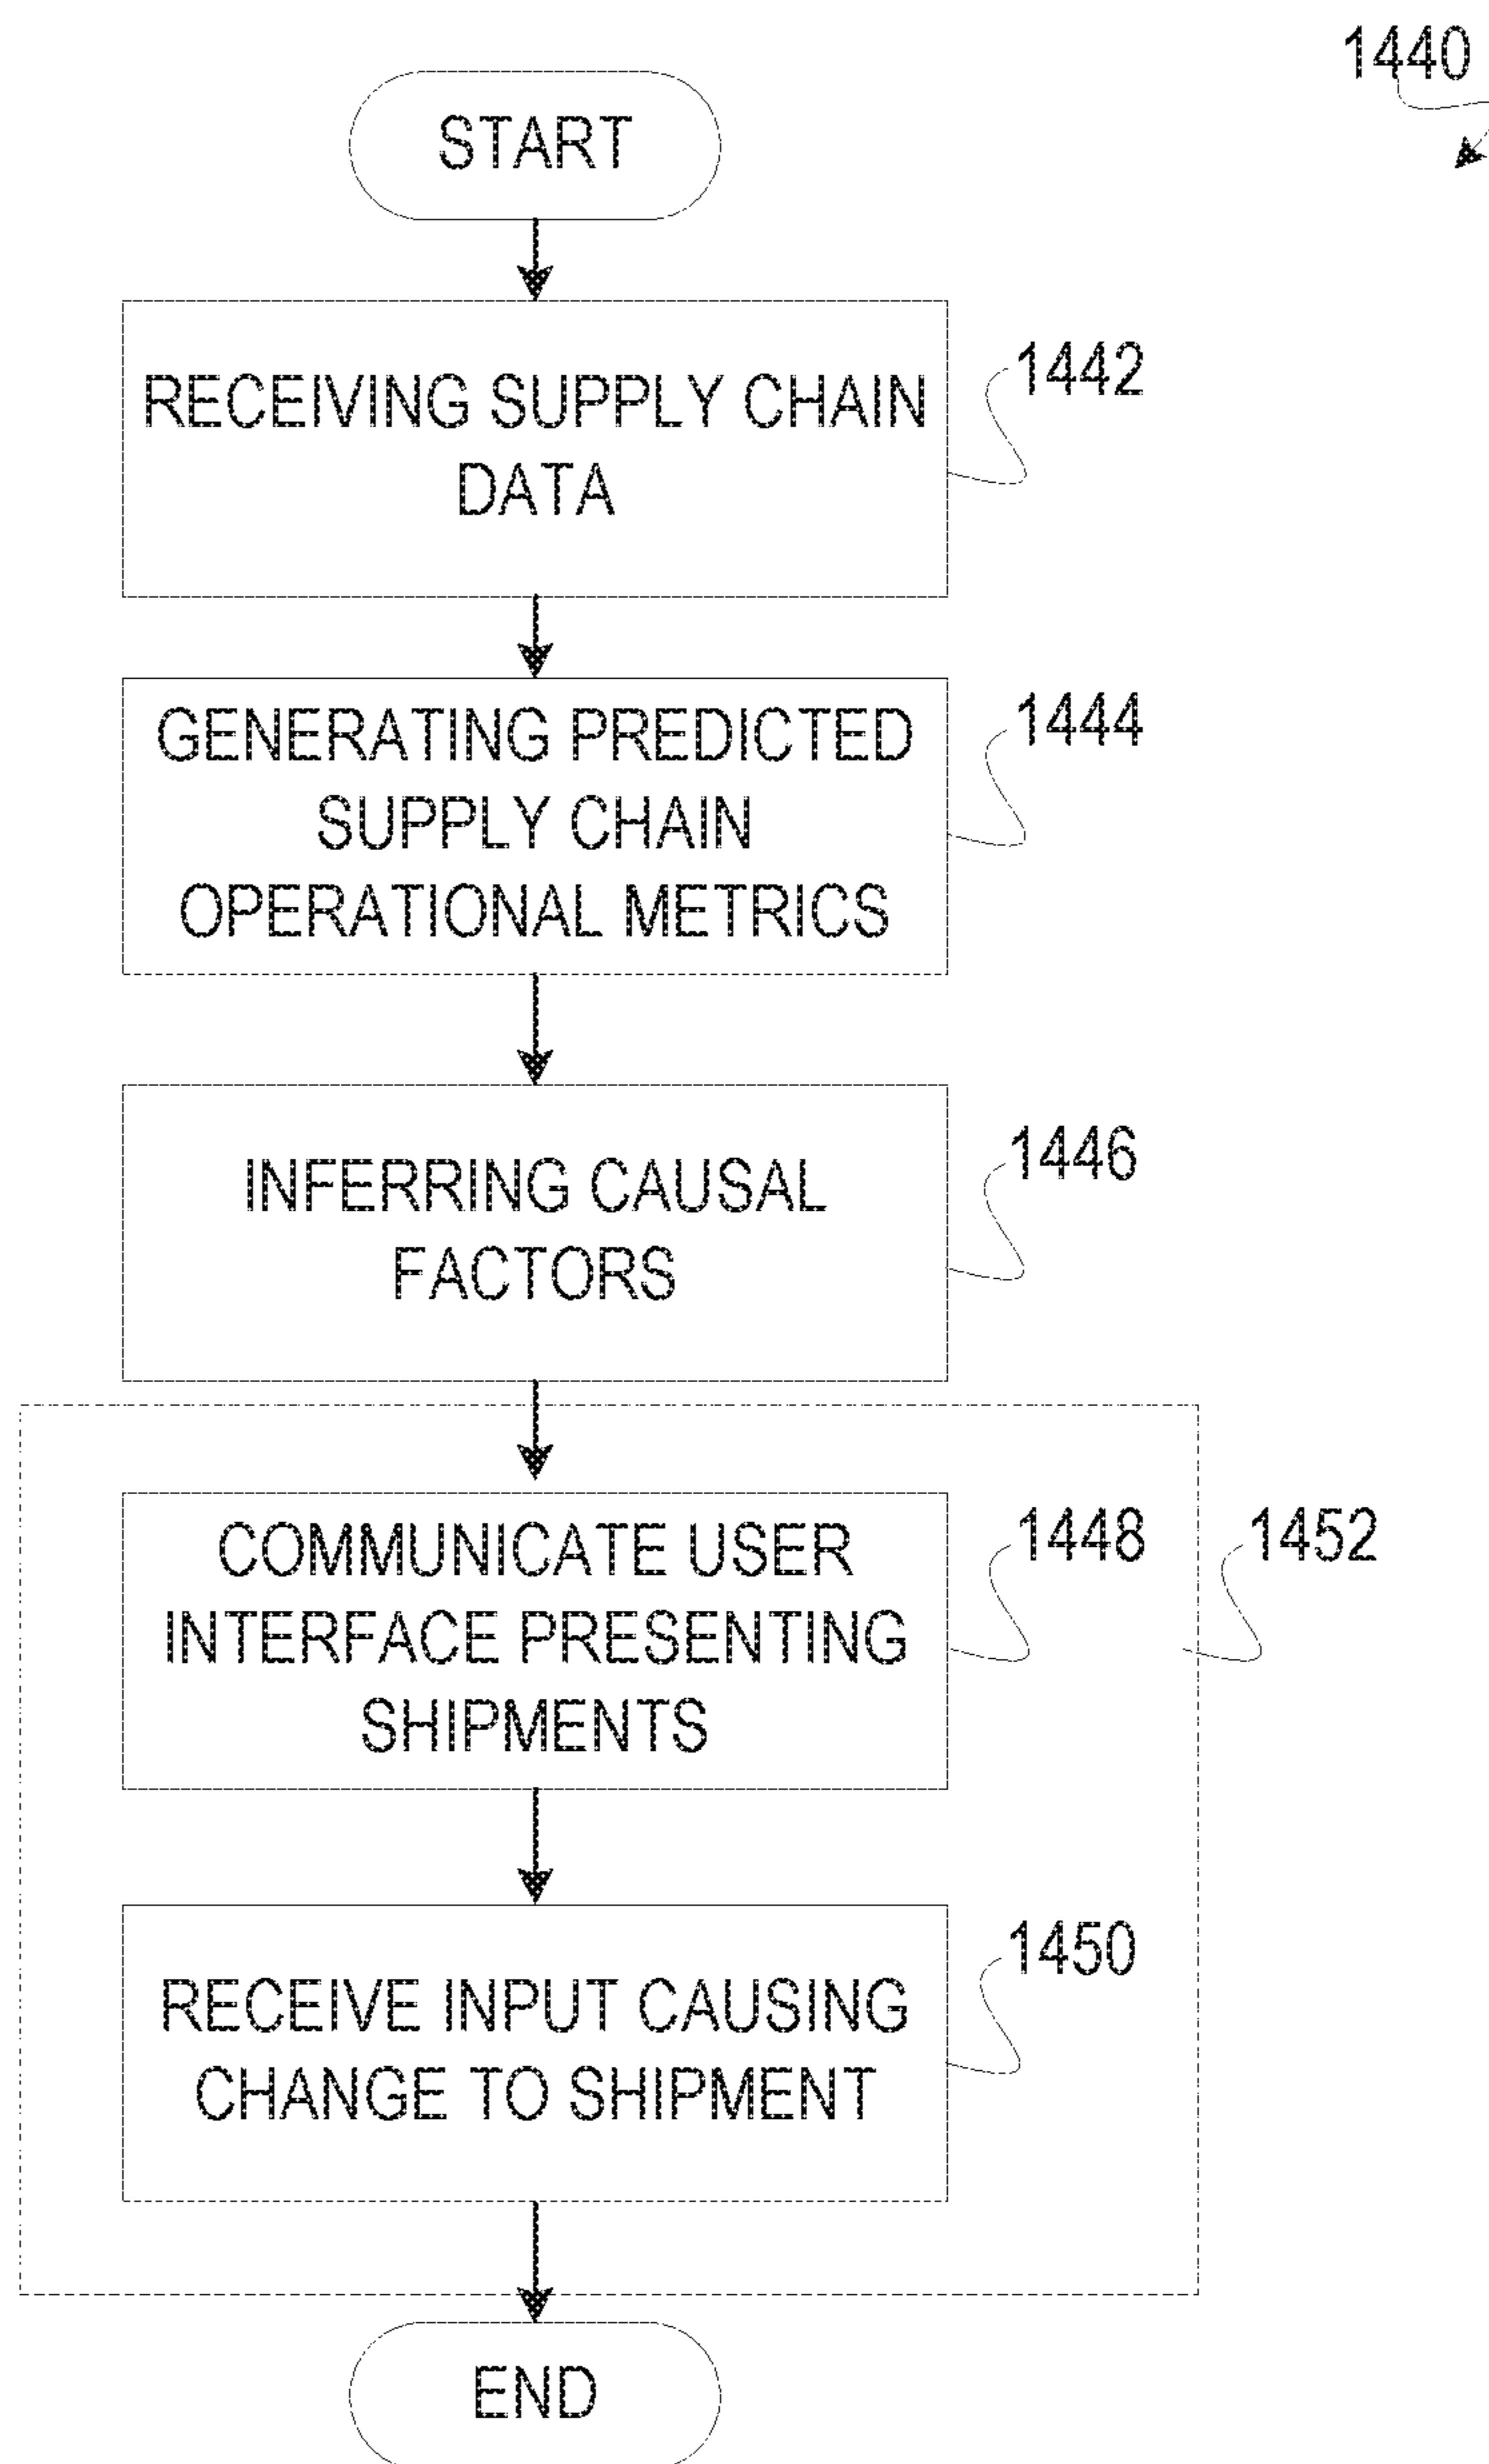 1440
START
RECEIVING SUPPLY CHAIN
DATA
1442
GENERATING PREDICTED
SUPPLY CHAIN
OPERATIONAL METRICS
1444
INFERRING CAUSAL
FACTORS
1446
COMMUNICATE USER
INTERFACE PRESENTING
SHIPMENTS
1448
1452
RECEIVE INPUT CAUSING
CHANGE TO SHIPMENT
1450
END